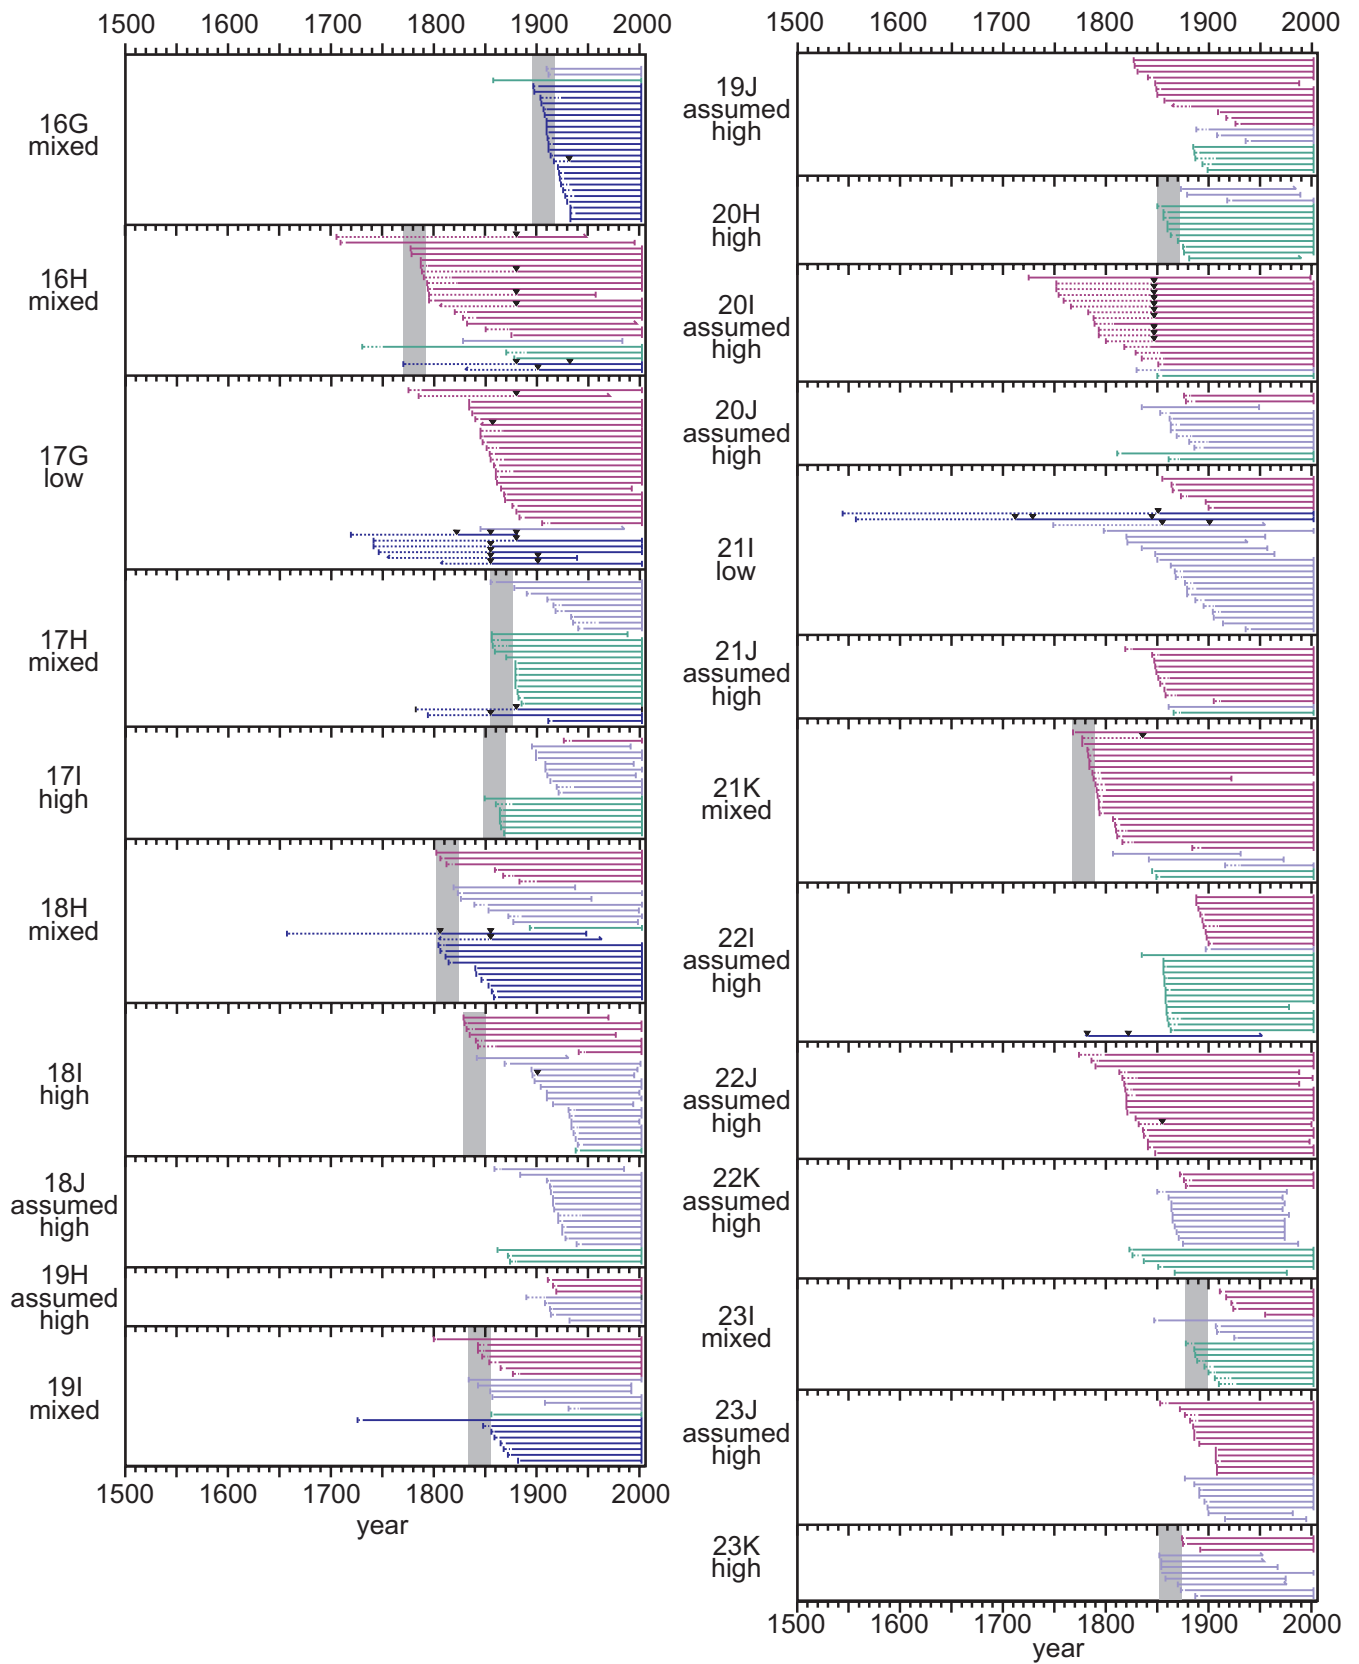 1500 1600 1700 1800 1900 2000
16G
mixed
16H
mixed
17G
low
17H
mixed
17I
high
18H
mixed
18I
high
18J
assumed
high
19H
assumed
high
19I
mixed
1500 1600 1700 1800 1900 2000
year
1500 1600 1700 1800 1900 2000
19J
assumed
high
20H
high
20I
assumed
high
20J
assumed
high
21I
low
21J
assumed
high
21K
mixed
22I
assumed
high
22J
assumed
high
22K
assumed
high
23I
mixed
23J
assumed
high
23K
high
1500 1600 1700 1800 1900 2000
year